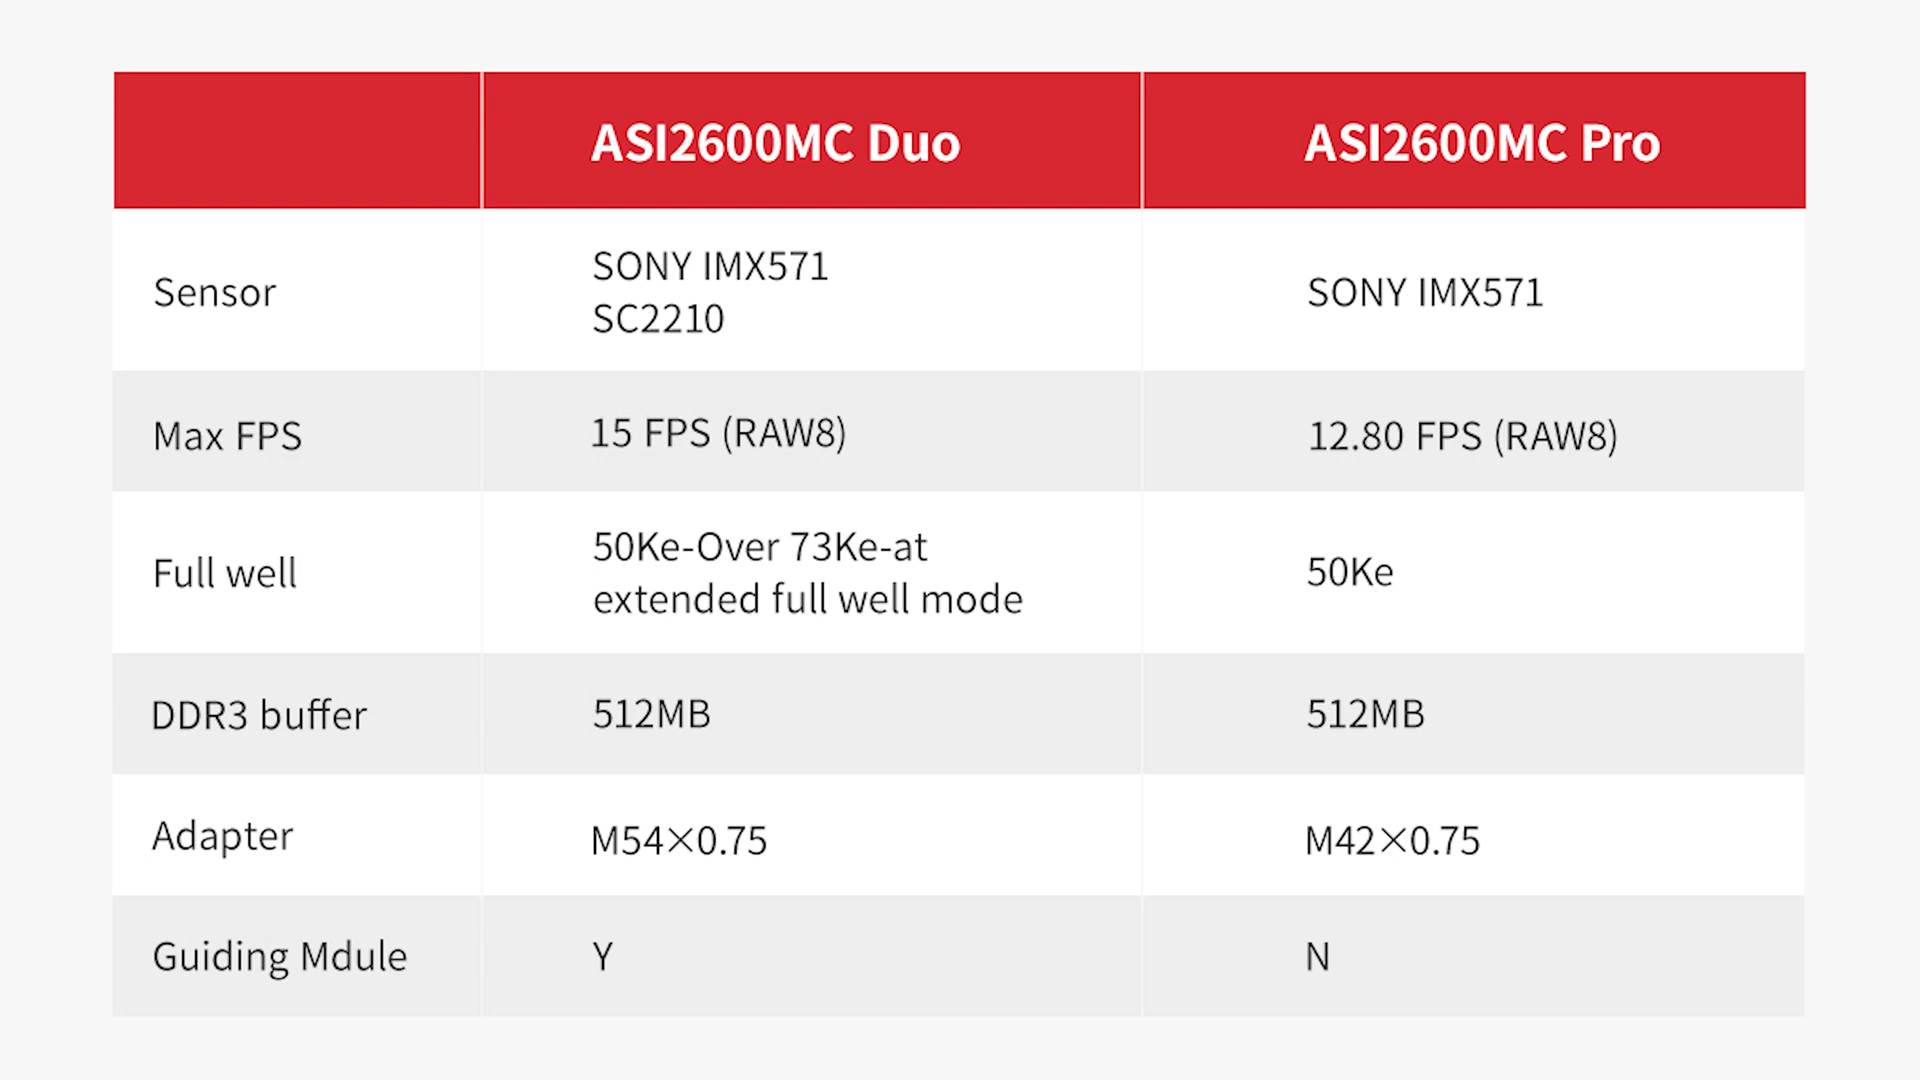 ASI2600MC Duo ASI2600MC Pro
Sensor SONY IMX571 SC2210 SONY IMX571
Max FPS 15 FPS (RAW8) 12.80 FPS (RAW8)
Full well 50Ke-Over 73Ke-at extended full well mode 50Ke
DDR3 buffer 512MB 512MB
Adapter M54×0.75 M42×0.75
Guiding Mdule Y N